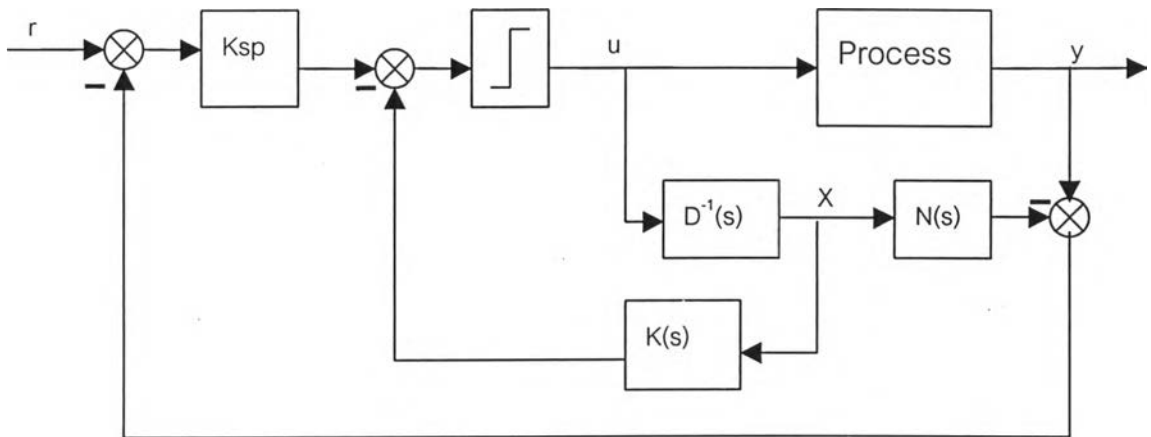 r
Ksp
u
Process
y
D⁻¹(s)
X
N(s)
K(s)